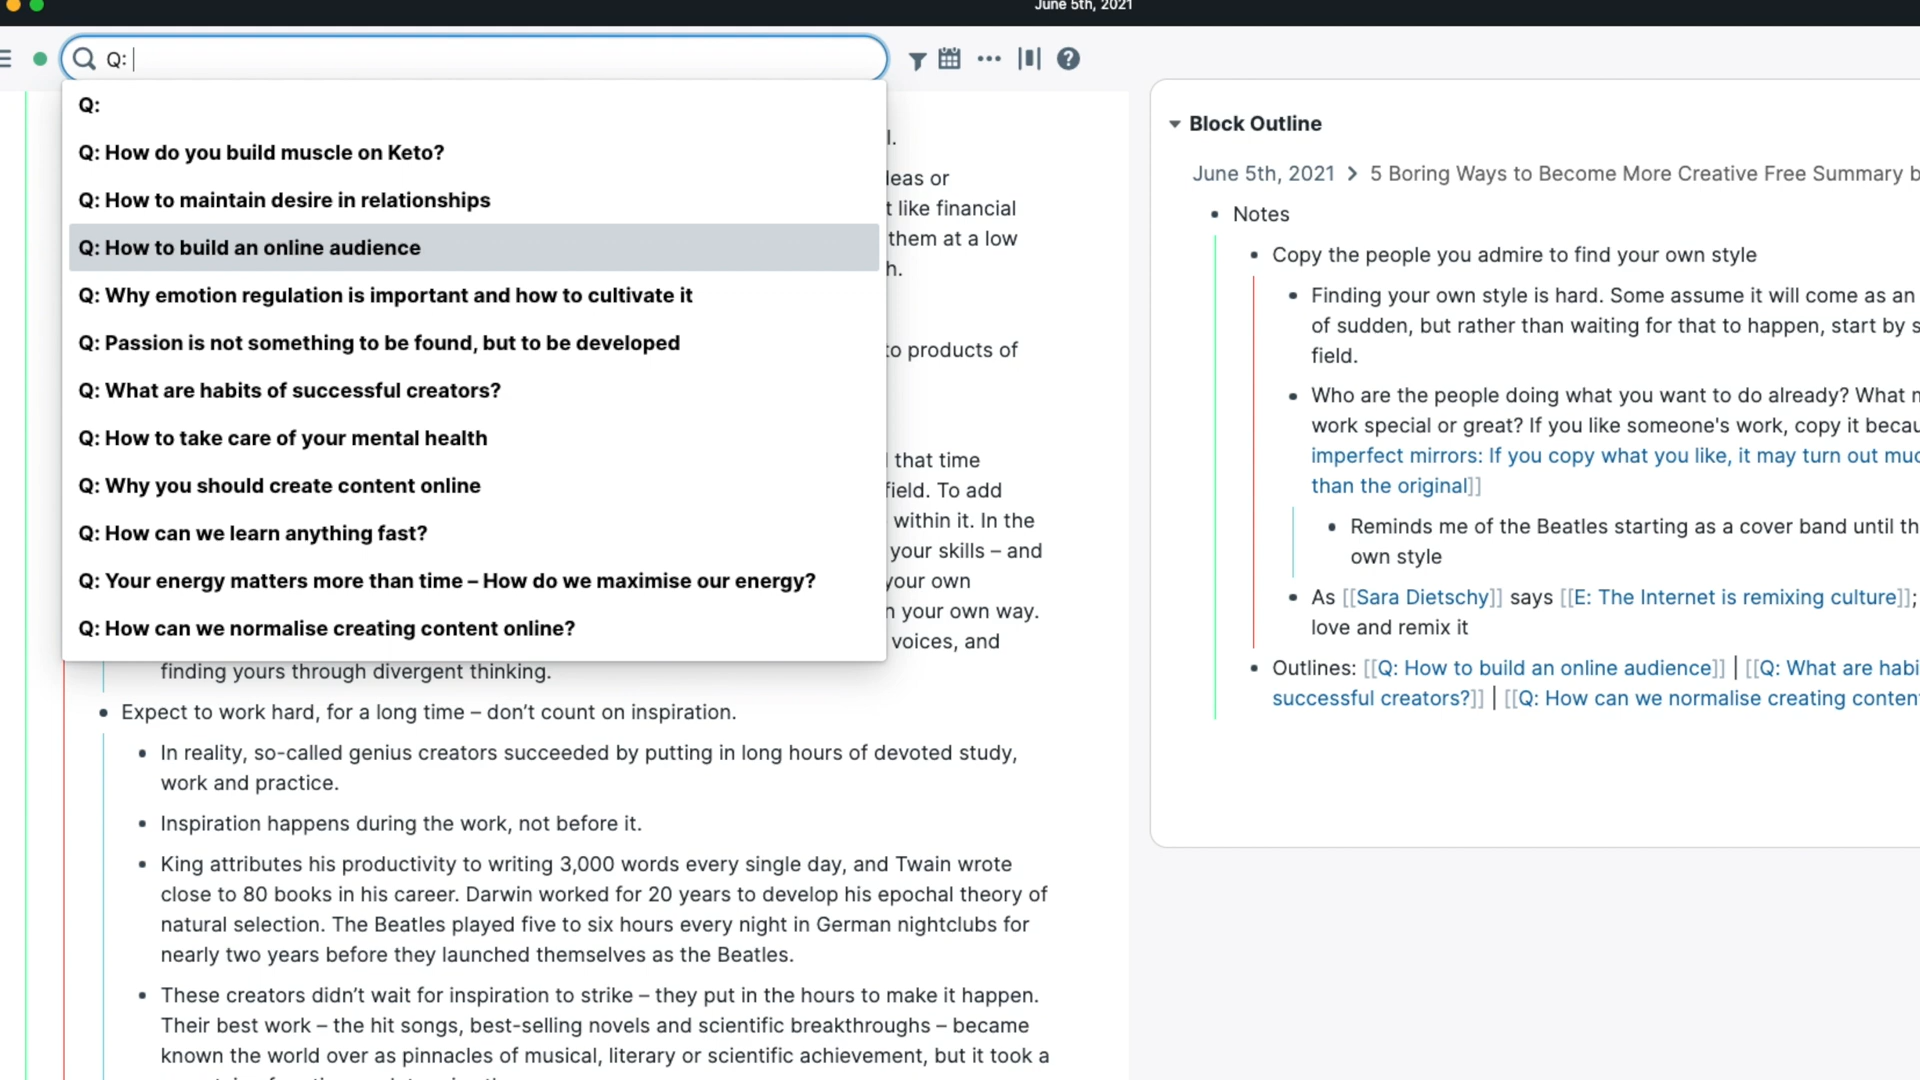 June 5th, 2021
Q:
Q:
Q: How do you build muscle on Keto?
Q: How to maintain desire in relationships
Q: How to build an online audience
Q: Why emotion regulation is important and how to cultivate it
Q: Passion is not something to be found, but to be developed
Q: What are habits of successful creators?
Q: How to take care of your mental health
Q: Why you should create content online
Q: How can we learn anything fast?
Q: Your energy matters more than time – How do we maximise our energy?
Q: How can we normalise creating content online?
l.
leas or
t like financial
them at a low
h.
to products of
that time
field. To add
within it. In the
your skills – and
your own
n your own way.
voices, and
finding yours through divergent thinking.
Expect to work hard, for a long time – don’t count on inspiration.
In reality, so-called genius creators succeeded by putting in long hours of devoted study,
work and practice.
Inspiration happens during the work, not before it.
King attributes his productivity to writing 3,000 words every single day, and Twain wrote
close to 80 books in his career. Darwin worked for 20 years to develop his epochal theory of
natural selection. The Beatles played five to six hours every night in German nightclubs for
nearly two years before they launched themselves as the Beatles.
These creators didn’t wait for inspiration to strike – they put in the hours to make it happen.
Their best work – the hit songs, best-selling novels and scientific breakthroughs – became
known the world over as pinnacles of musical, literary or scientific achievement, but it took a
Block Outline
June 5th, 2021 > 5 Boring Ways to Become More Creative Free Summary b
Notes
Copy the people you admire to find your own style
Finding your own style is hard. Some assume it will come as an
of sudden, but rather than waiting for that to happen, start by s
field.
Who are the people doing what you want to do already? What m
work special or great? If you like someone's work, copy it becau
imperfect mirrors: If you copy what you like, it may turn out muc
than the original]]
Reminds me of the Beatles starting as a cover band until th
own style
As [[Sara Dietschy]] says [[E: The Internet is remixing culture]];
love and remix it
Outlines: [[Q: How to build an online audience]] | [[Q: What are habi
successful creators?]] | [[Q: How can we normalise creating conten